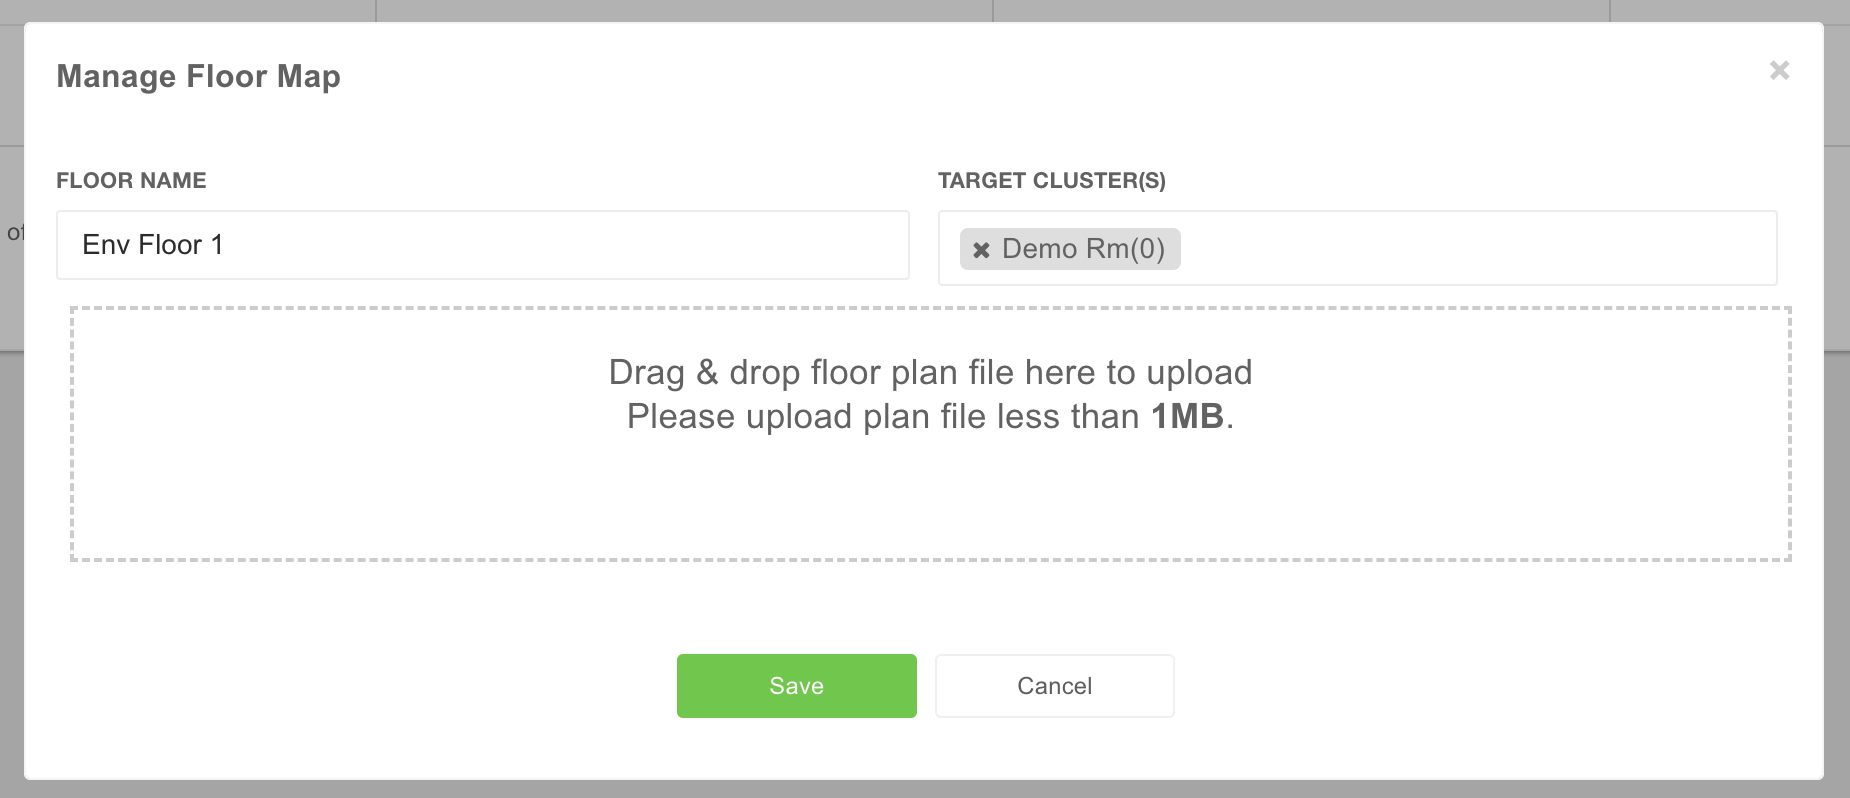 Manage Floor Map
FLOOR NAME
TARGET CLUSTER(S)
Env Floor 1
Demo Rm(0)
of
Drag & drop floor plan file here to upload
Please upload plan file less than 1MB.
Save
Cancel